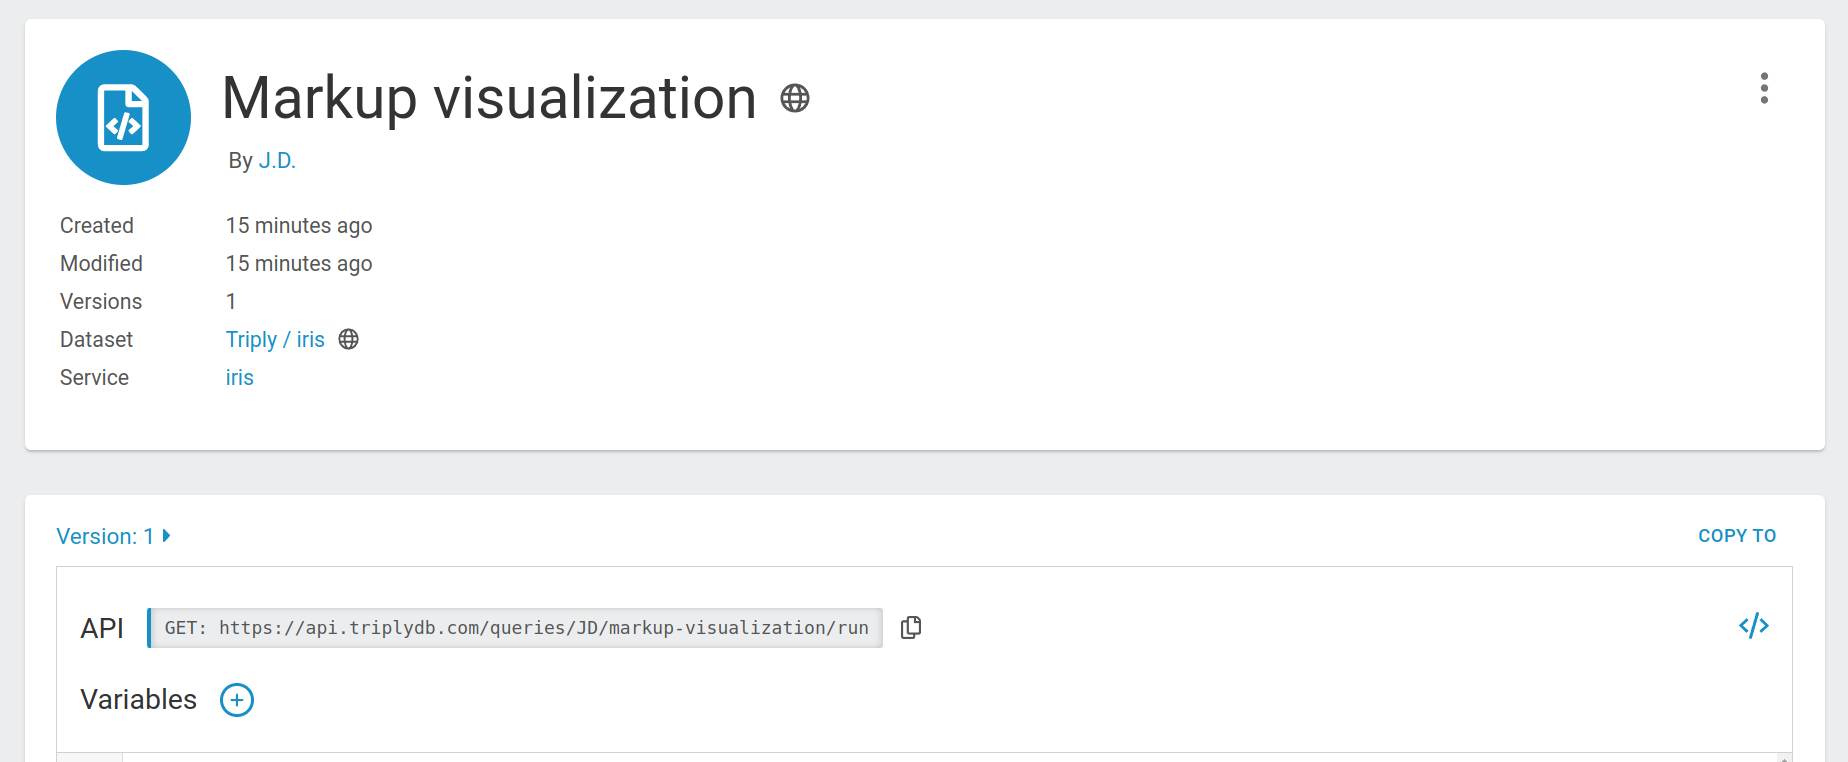 Markup visualization
By J.D.
Created 15 minutes ago
Modified 15 minutes ago
Versions 1
Dataset Triply / iris
Service iris
Version: 1
COPY TO
API GET: https://api.triplydb.com/queries/JD/markup-visualization/run
Variables